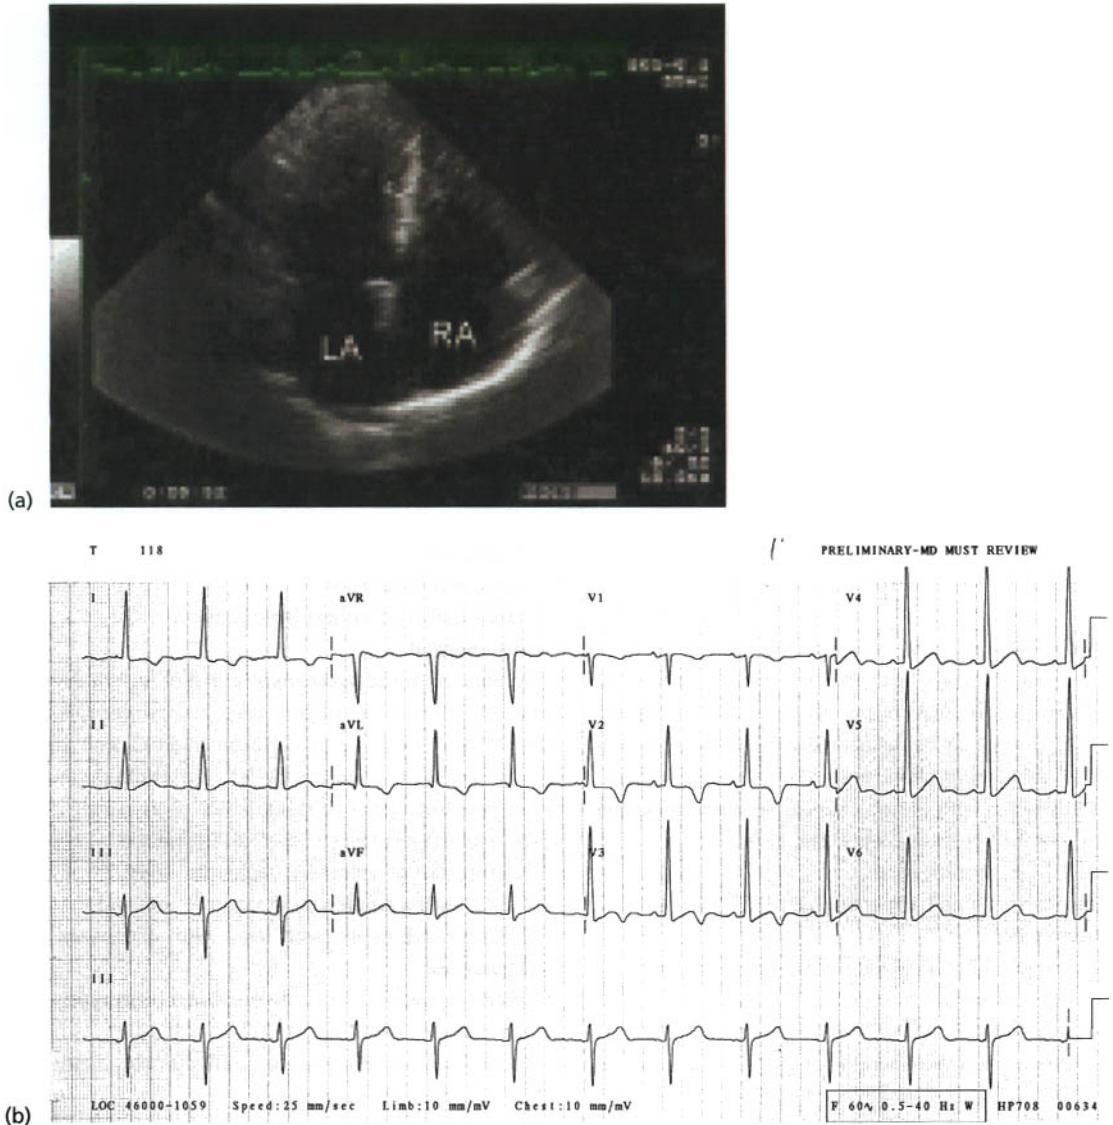 LA
RA
(a)
T 118
PRELIMINARY-MD MUST REVIEW
I aVR V1 V4
II aVL V2 V5
III aVF V3 V6
III
LOC 46000-1059 Speed:25 mm/sec Limb:10 mm/mV Chest:10 mm/mV F 60∿ 0.5-40 Hz W HP708 00634
(b)